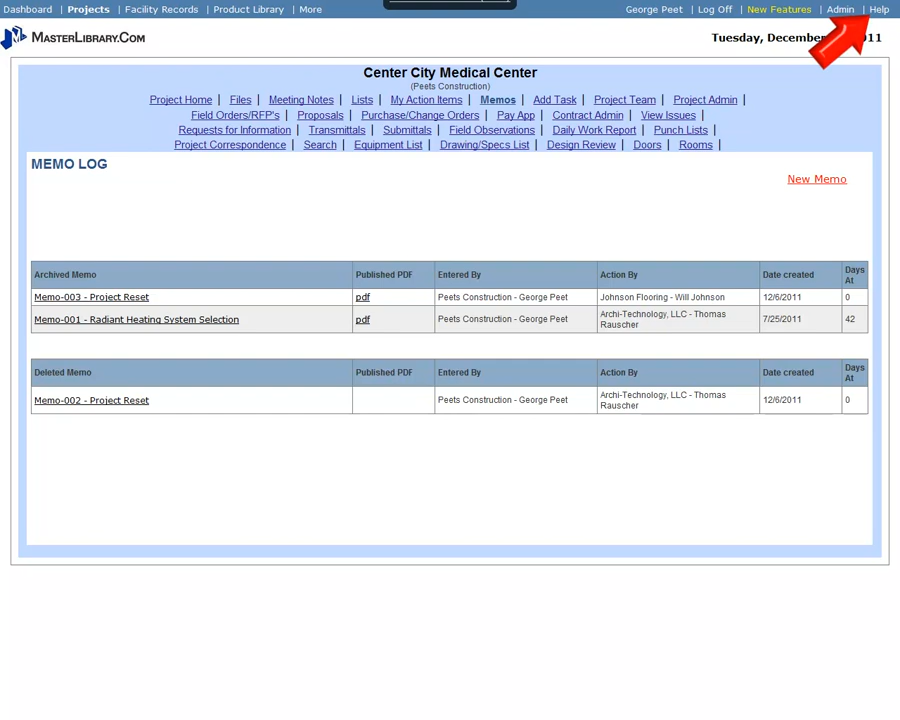 Dashboard | Projects | Facility Records | Product Library | More George Peet | Log Off | New Features | Admin | Help
MASTERLIBRARY.COM Tuesday, December 11
Center City Medical Center
(Peets Construction)
Project Home | Files | Meeting Notes | Lists | My Action Items | Memos | Add Task | Project Team | Project Admin |
Field Orders/RFP's | Proposals | Purchase/Change Orders | Pay App | Contract Admin | View Issues |
Requests for Information | Transmittals | Submittals | Field Observations | Daily Work Report | Punch Lists |
Project Correspondence | Search | Equipment List | Drawing/Specs List | Design Review | Doors | Rooms |
MEMO LOG
New Memo
Archived Memo Published PDF Entered By Action By Date created Days At
Memo-003 - Project Reset pdf Peets Construction - George Peet Johnson Flooring - Will Johnson 12/6/2011 0
Memo-001 - Radiant Heating System Selection pdf Peets Construction - George Peet Archi-Technology, LLC - Thomas Rauscher 7/25/2011 42
Deleted Memo Published PDF Entered By Action By Date created Days At
Memo-002 - Project Reset Peets Construction - George Peet Archi-Technology, LLC - Thomas Rauscher 12/6/2011 0